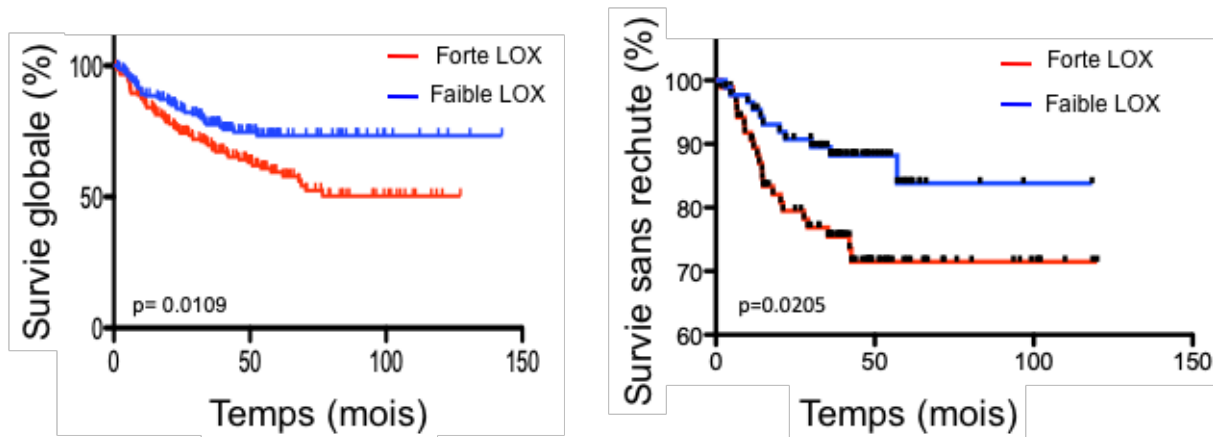 Survie globale (%)
100
50
0
Forte LOX
Faible LOX
p= 0.0109
0
50
100
150
Temps (mois)
Survie sans rechute (%)
100
90
80
70
60
Forte LOX
Faible LOX
p=0.0205
0
50
100
150
Temps (mois)